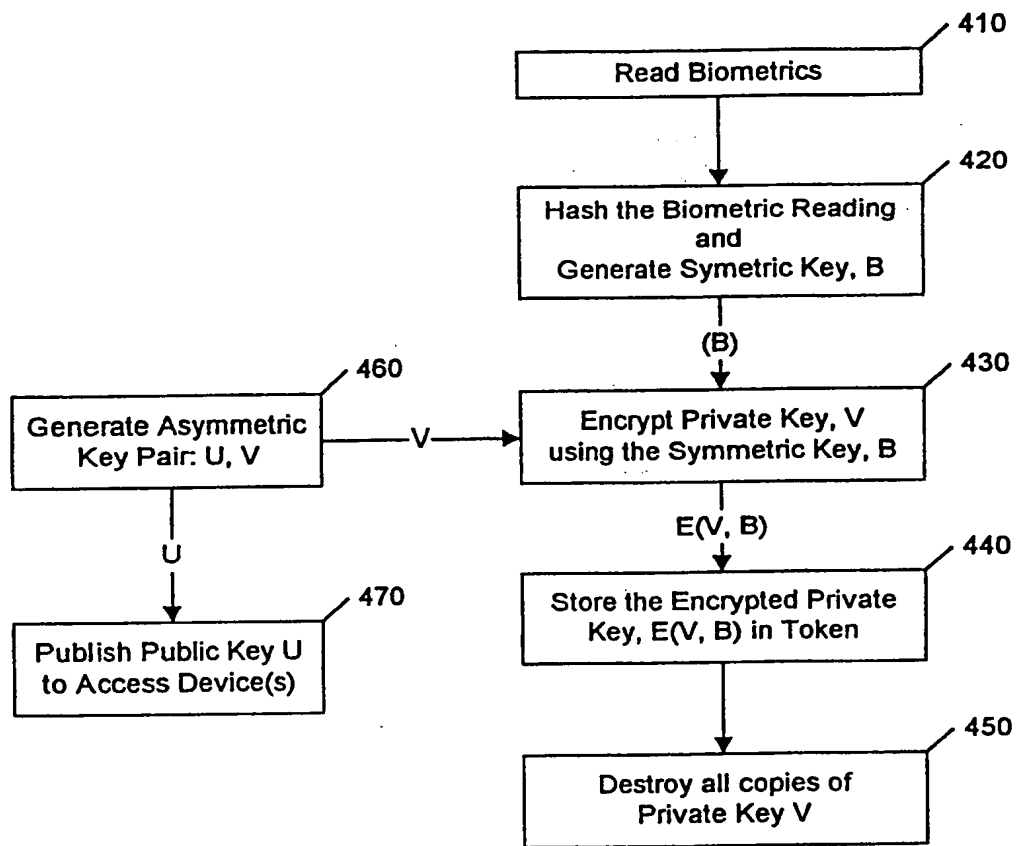 410
Read Biometrics
420
Hash the Biometric Reading
and
Generate Symetric Key, B
(B)
430
Encrypt Private Key, V
using the Symmetric Key, B
460
Generate Asymmetric
Key Pair: U, V
V
E(V, B)
U
440
Store the Encrypted Private
Key, E(V, B) in Token
470
Publish Public Key U
to Access Device(s)
450
Destroy all copies of
Private Key V